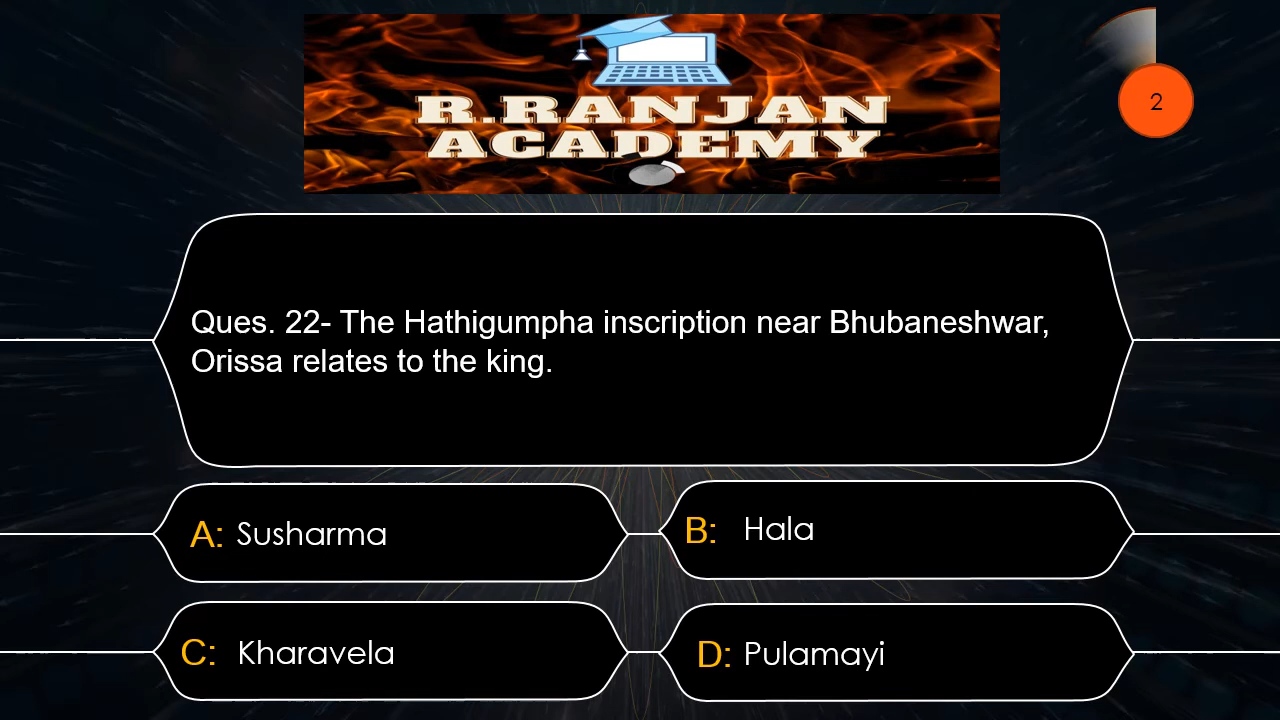 R.RANJAN
ACADEMY
2
Ques. 22- The Hathigumpha inscription near Bhubaneshwar,
Orissa relates to the king.
A: Susharma
B: Hala
C: Kharavela
D: Pulamayi